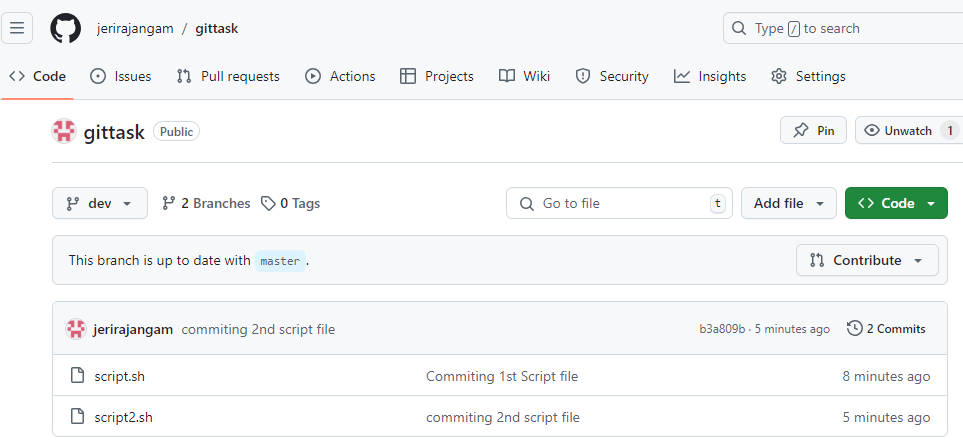 jerirajangam / gittask Type / to search
Code Issues Pull requests Actions Projects Wiki Security Insights Settings
gittask Public Pin Unwatch 1
dev 2 Branches 0 Tags Go to file t Add file Code
This branch is up to date with master . Contribute
jerirajangam commiting 2nd script file b3a809b · 5 minutes ago 2 Commits
script.sh Commiting 1st Script file 8 minutes ago
script2.sh commiting 2nd script file 5 minutes ago